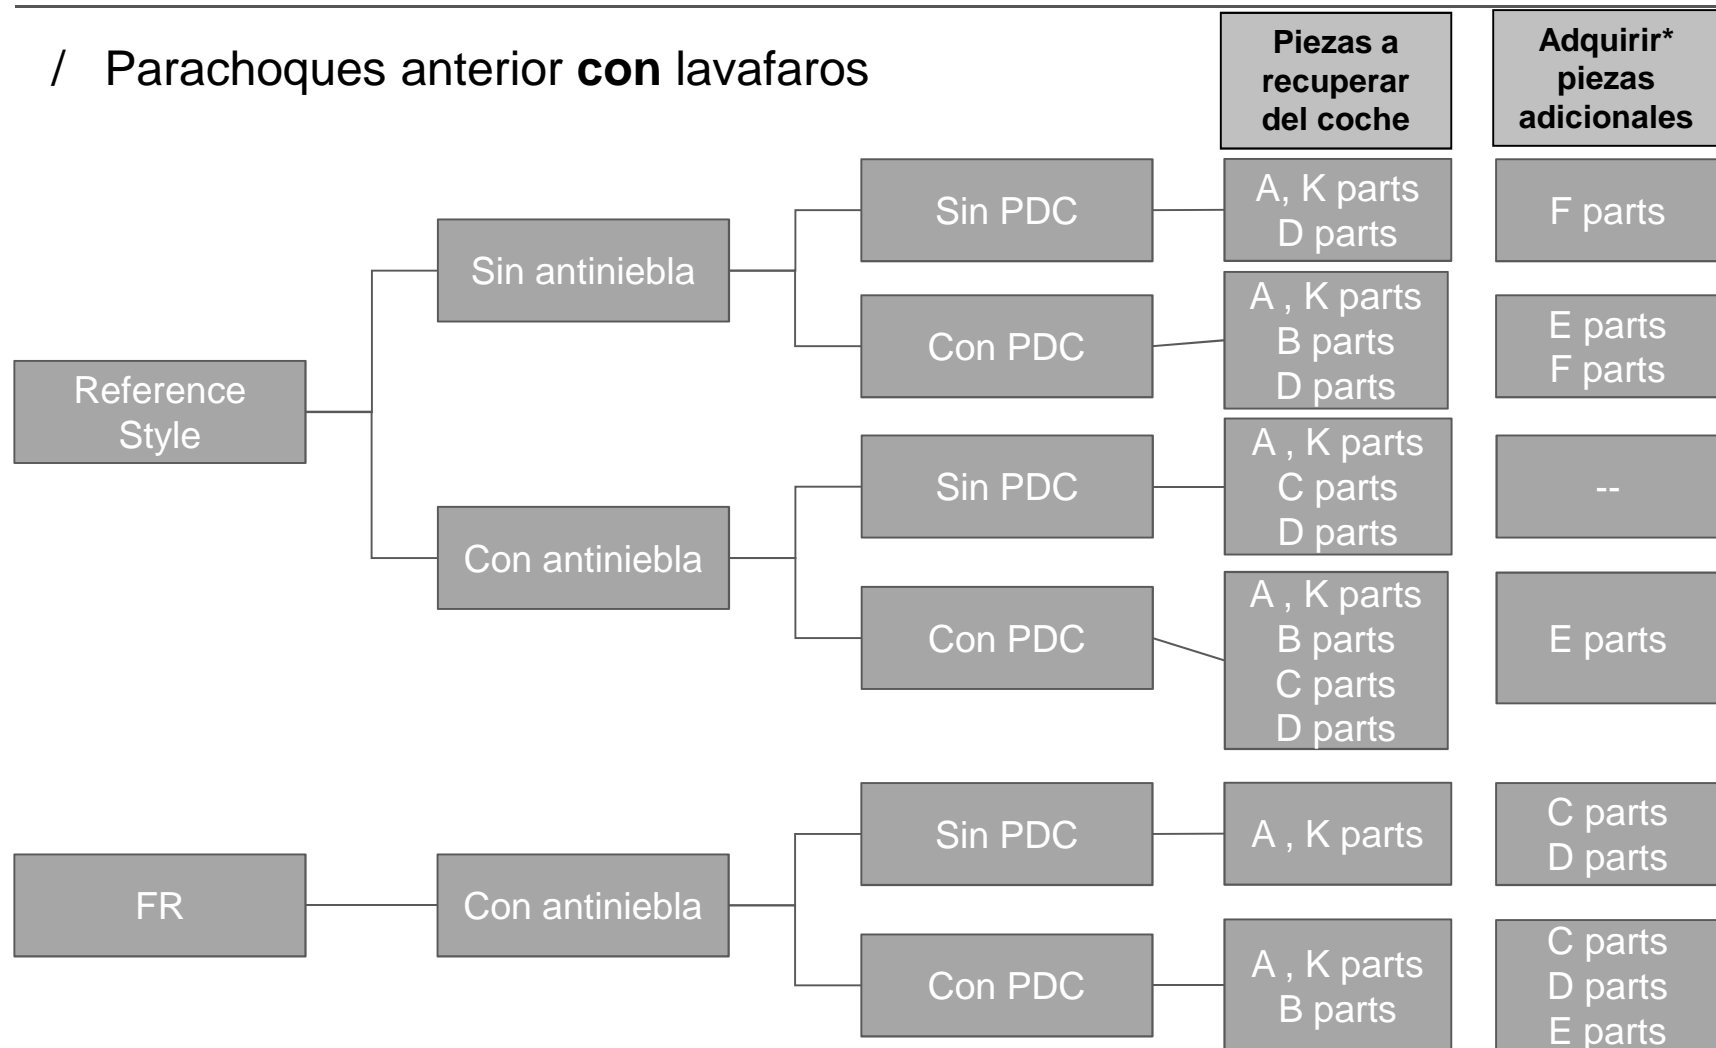 / Parachoques anterior con lavafaros
Piezas a
recuperar
del coche
Adquirir*
piezas
adicionales
Reference
Style
Sin antiniebla
Sin PDC
A, K parts
D parts
F parts
Con PDC
A , K parts
B parts
D parts
E parts
F parts
Con antiniebla
Sin PDC
A , K parts
C parts
D parts
--
Con PDC
A , K parts
B parts
C parts
D parts
E parts
FR
Con antiniebla
Sin PDC
A , K parts
C parts
D parts
Con PDC
A , K parts
B parts
C parts
D parts
E parts